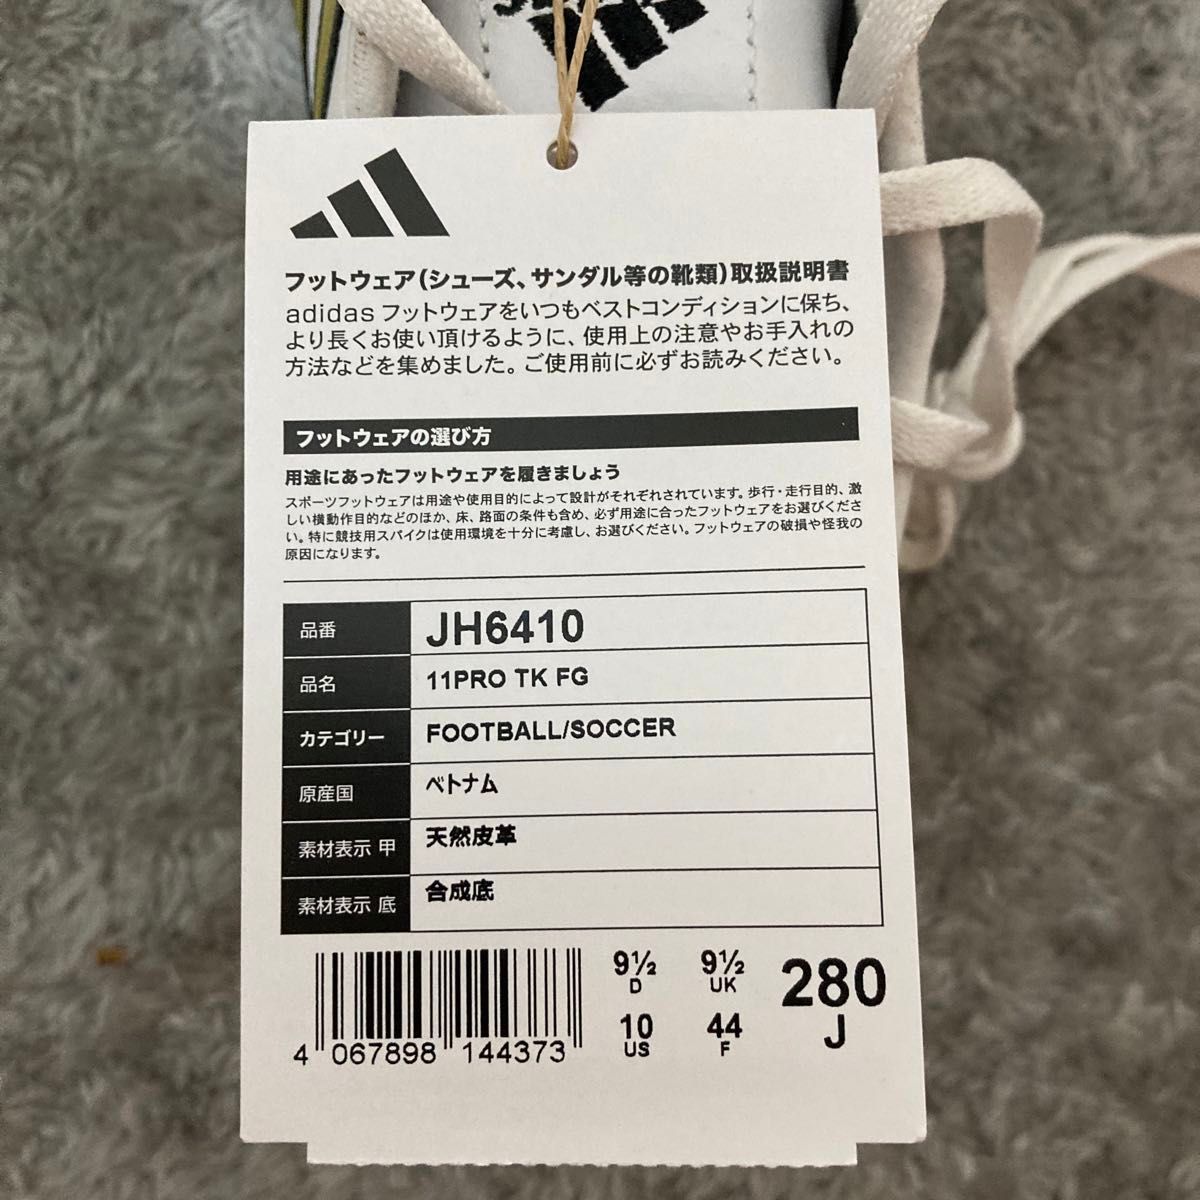 フットウェア(シューズ、サンダル等の靴類)取扱説明書
adidas フットウェアをいつもベストコンディションに保ち、
より長くお使い頂けるように、使用上の注意やお手入れの
方法などを集めました。ご使用前に必ずお読みください。
フットウェアの選び方
用途にあったフットウェアを履きましょう
スポーツフットウェアは用途や使用目的によって設計がそれぞれされています。歩行・走行目的、激
しい横動作目的などのほか、床、路面の条件も含め、必ず用途に合ったフットウェアをお選びくださ
い。特に競技用スパイクは使用環境を十分に考慮し、お選びください。フットウェアの破損や怪我の
原因になります。
品番 JH6410
品名 11PRO TK FG
カテゴリー FOOTBALL/SOCCER
原産国 ベトナム
素材表示 甲 天然皮革
素材表示 底 合成底
9½ 9½ 280
D UK J
10 44
US F
4 067898 144373